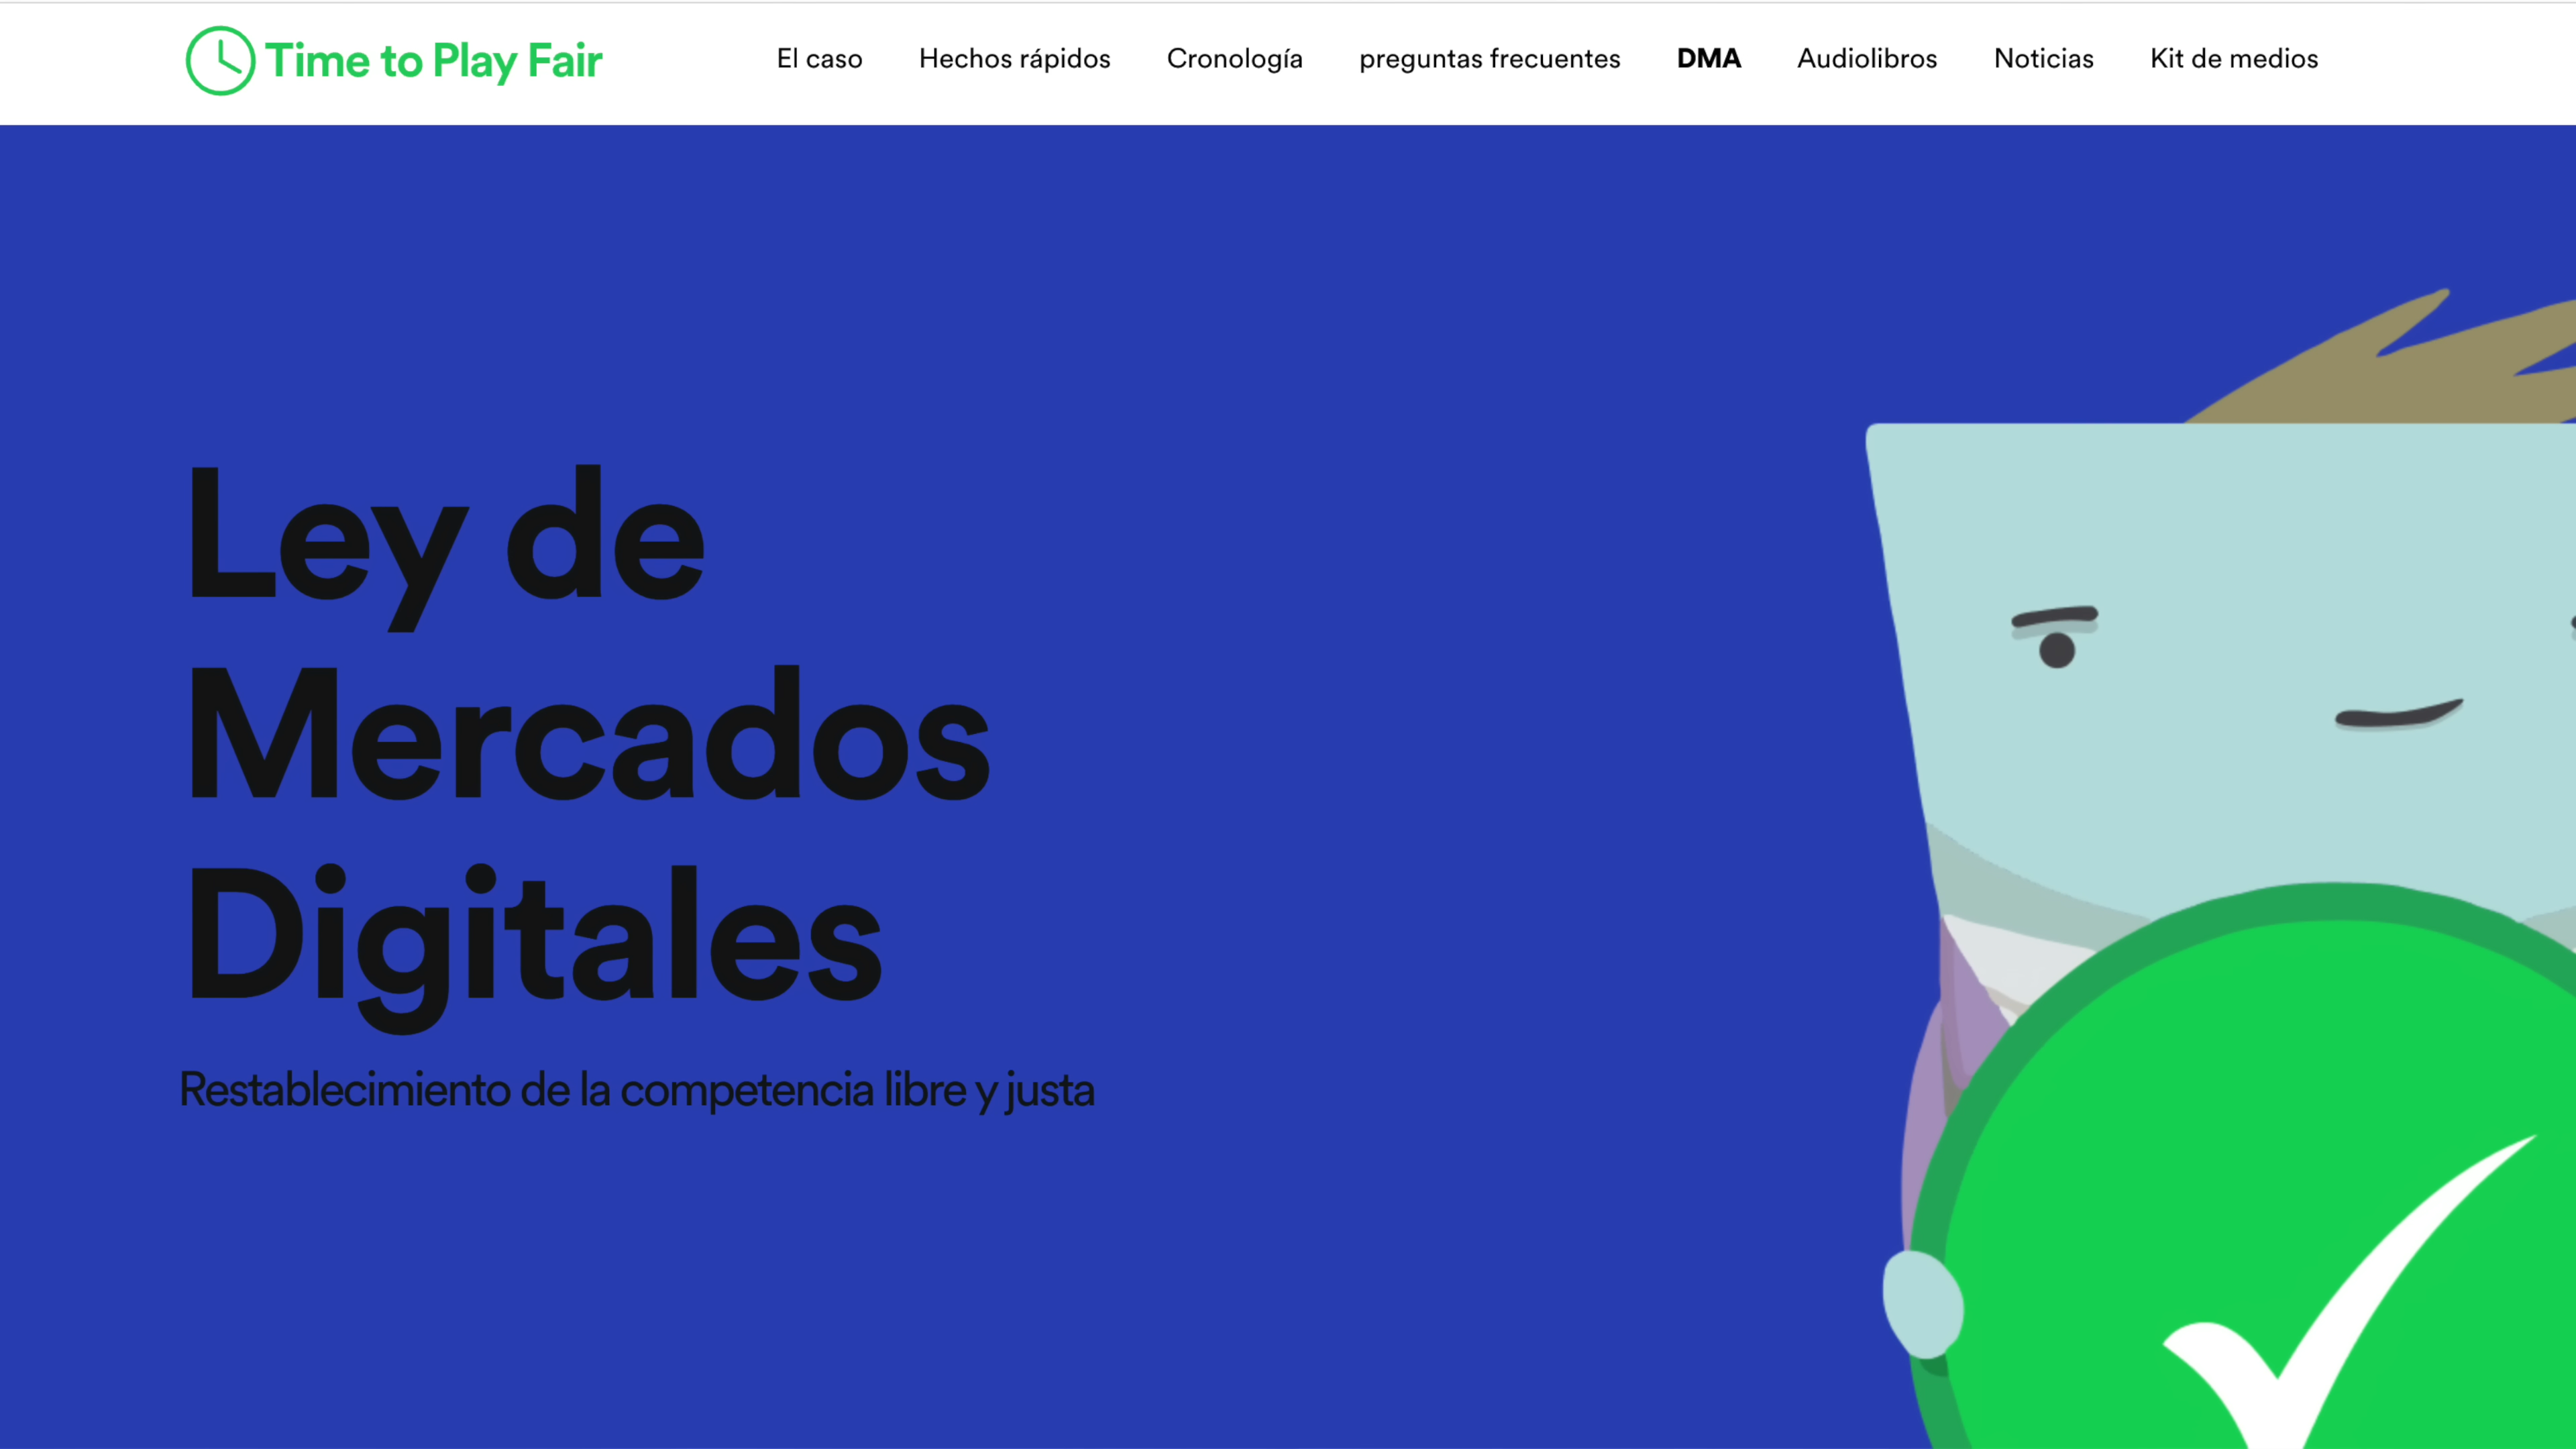 Time to Play Fair
El caso Hechos rápidos Cronología preguntas frecuentes DMA Audiolibros Noticias Kit de medios
Ley de
Mercados
Digitales
Restablecimiento de la competencia libre y justa